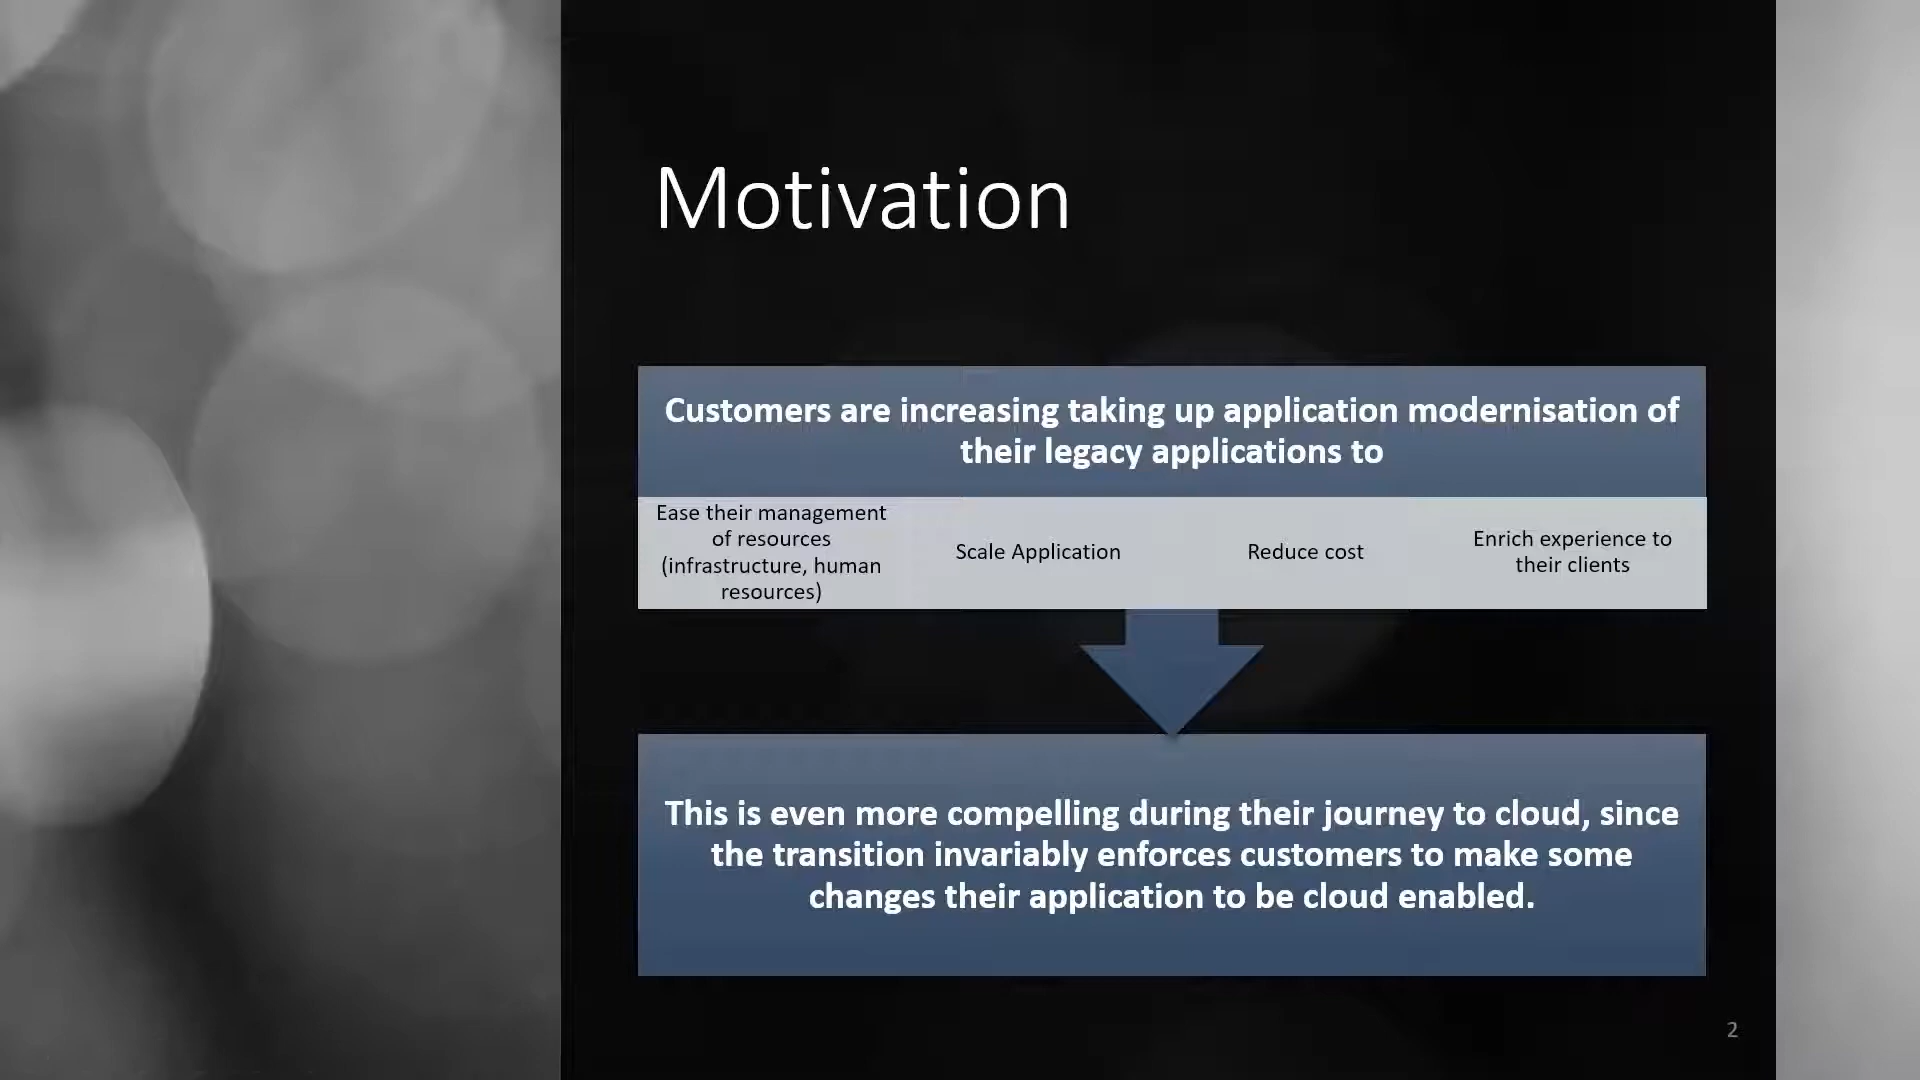 Motivation
Customers are increasing taking up application modernisation of
their legacy applications to
Ease their management
of resources
(infrastructure, human
resources)
Scale Application
Reduce cost
Enrich experience to
their clients
This is even more compelling during their journey to cloud, since
the transition invariably enforces customers to make some
changes their application to be cloud enabled.
2